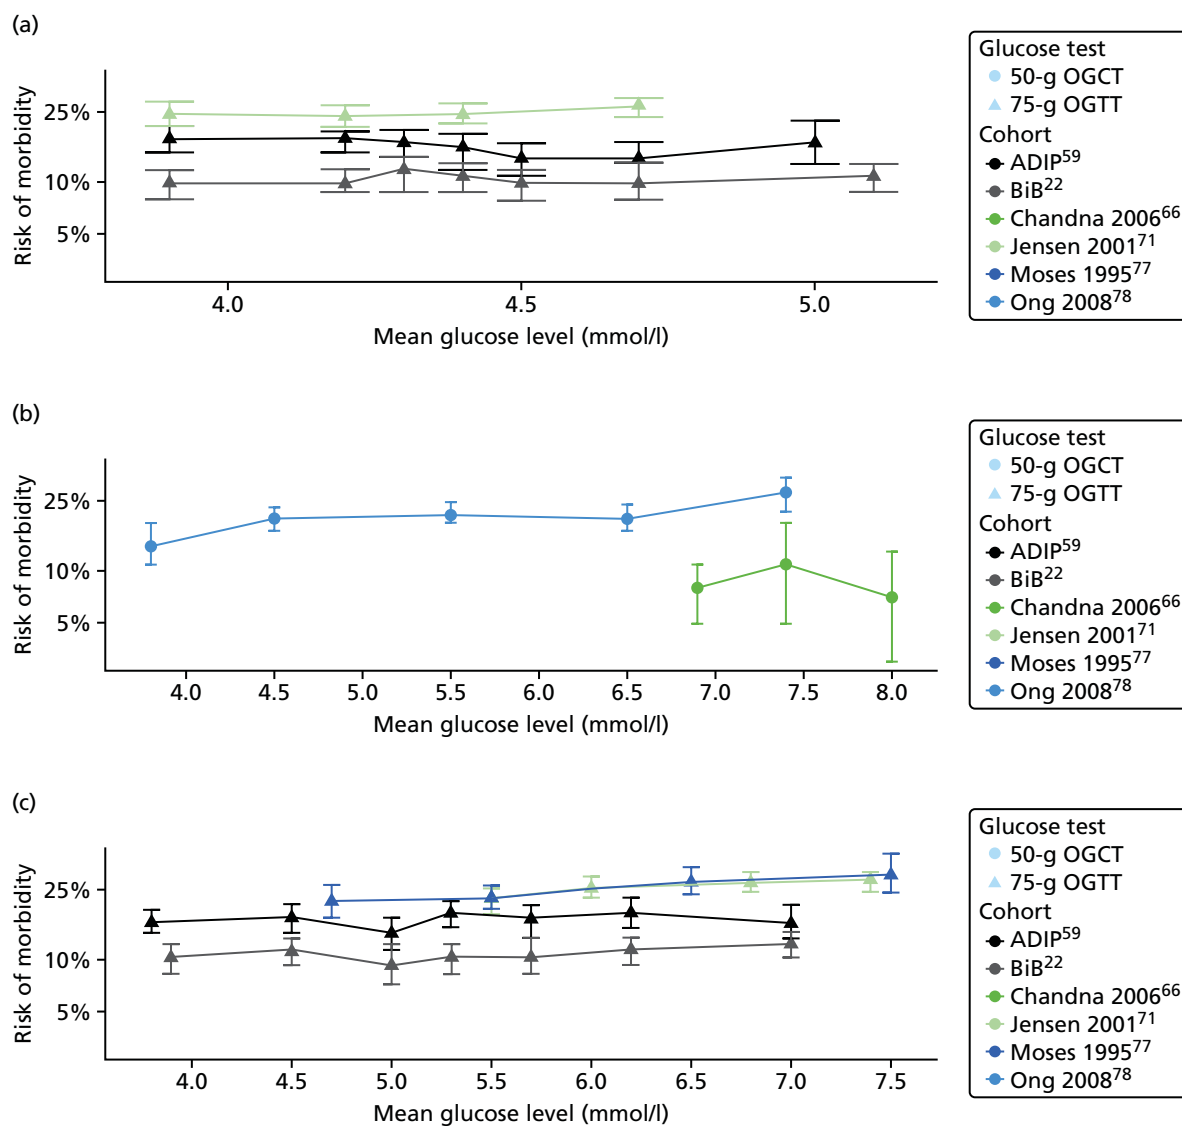 (a)
25%
10%
5%
Risk of morbidity
4.0 4.5 5.0
Mean glucose level (mmol/l)
Glucose test
50-g OGCT
75-g OGTT
Cohort
ADIP59
BiB22
Chandna 200666
Jensen 200171
Moses 199577
Ong 200878
(b)
25%
10%
5%
Risk of morbidity
4.0 4.5 5.0 5.5 6.0 6.5 7.0 7.5 8.0
Mean glucose level (mmol/l)
Glucose test
50-g OGCT
75-g OGTT
Cohort
ADIP59
BiB22
Chandna 200666
Jensen 200171
Moses 199577
Ong 200878
(c)
25%
10%
5%
Risk of morbidity
4.0 4.5 5.0 5.5 6.0 6.5 7.0 7.5
Mean glucose level (mmol/l)
Glucose test
50-g OGCT
75-g OGTT
Cohort
ADIP59
BiB22
Chandna 200666
Jensen 200171
Moses 199577
Ong 200878